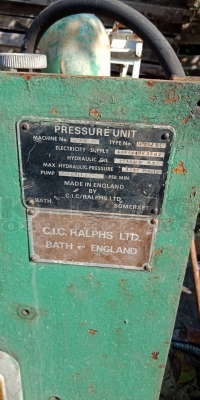 PRESSURE UNIT
MACHINE No. TYPE No.
ELECTRICITY SUPPLY
HYDRAULIC OIL
MAX. HYDRAULIC PRESSURE
PUMP PER. MIN.
MADE IN ENGLAND
BY
C.I.C. RALPHS LTD.
BATH. SOMERSET
C.I.C. RALPHS LTD.
BATH - ENGLAND